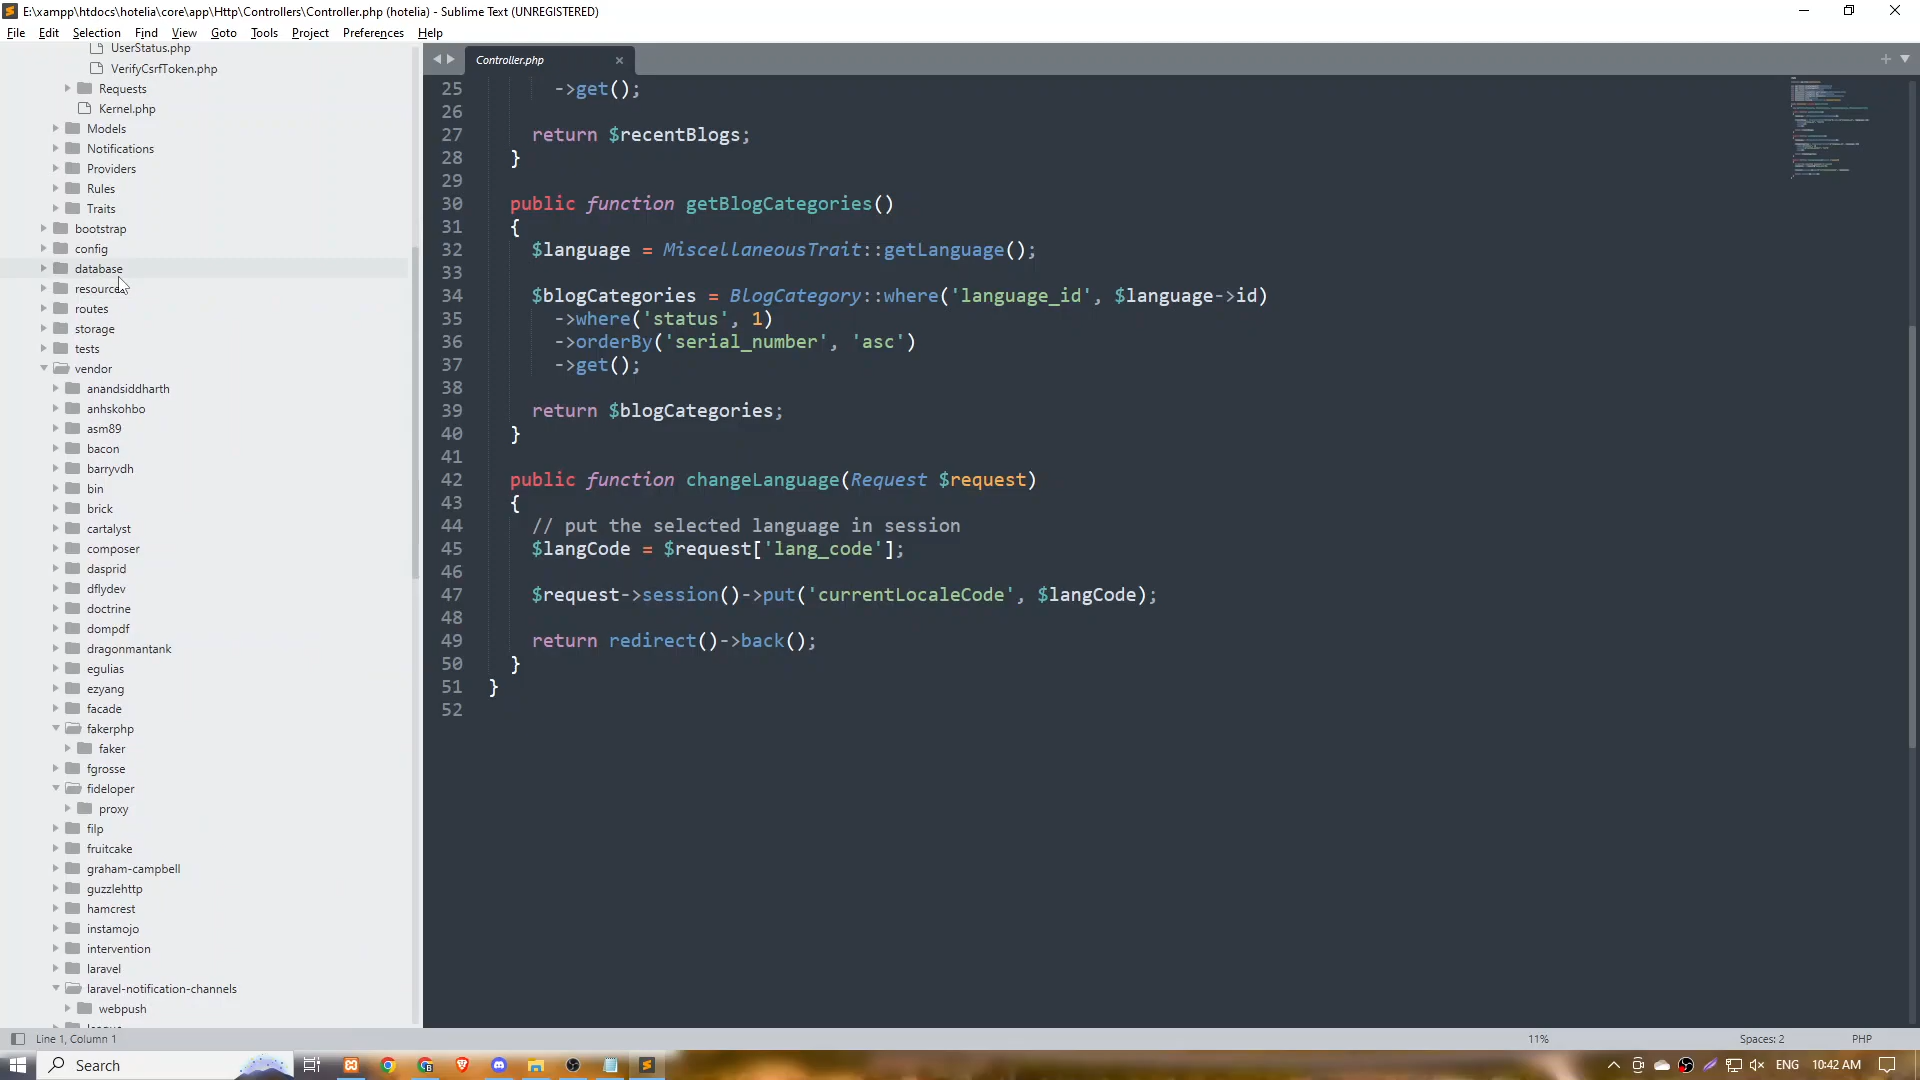 E:\xampp\htdocs\hotelia\core\app\Http\Controllers\Controller.php (hotelia) - Sublime Text (UNREGISTERED)
File Edit Selection Find View Goto Tools Project Preferences Help
UserStatus.php
VerifyCsrfToken.php
Requests
Kernel.php
Models
Notifications
Providers
Rules
Traits
bootstrap
config
database
resources
routes
storage
tests
vendor
anandsiddharth
anhskohbo
asm89
bacon
barryvdh
bin
brick
cartalyst
composer
dasprid
dflydev
doctrine
dompdf
dragonmantank
egulias
ezyang
facade
fakerphp
faker
fgrosse
fideloper
proxy
filp
fruitcake
graham-campbell
guzzlehttp
hamcrest
instamojo
intervention
laravel
laravel-notification-channels
webpush
Controller.php
25 ->get();
26
27 return $recentBlogs;
28 }
29
30 public function getBlogCategories()
31 {
32 $language = MiscellaneousTrait::getLanguage();
33
34 $blogCategories = BlogCategory::where('language_id', $language->id)
35 ->where('status', 1)
36 ->orderBy('serial_number', 'asc')
37 ->get();
38
39 return $blogCategories;
40 }
41
42 public function changeLanguage(Request $request)
43 {
44 // put the selected language in session
45 $langCode = $request['lang_code'];
46
47 $request->session()->put('currentLocaleCode', $langCode);
48
49 return redirect()->back();
50 }
51 }
52
Line 1, Column 1 11% Spaces: 2 PHP
Search ENG 10:42 AM